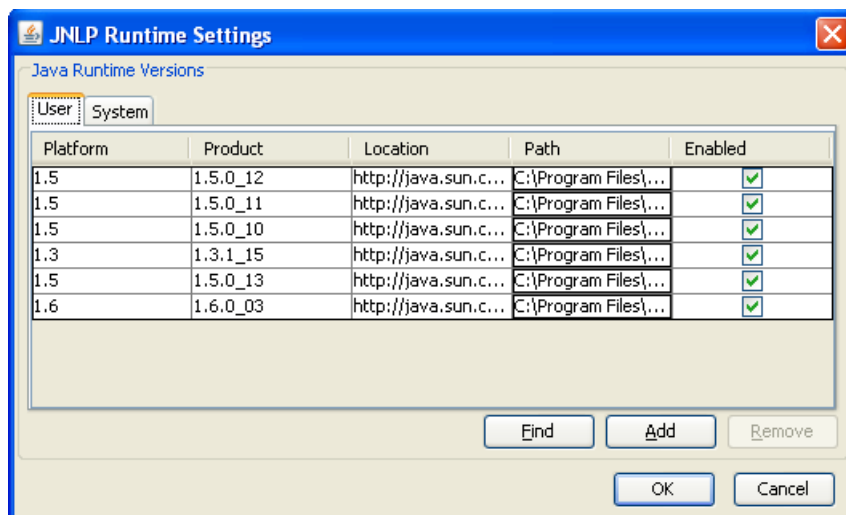 JNLP Runtime Settings
Java Runtime Versions
User System
Platform Product Location Path Enabled
1.5 1.5.0_12 http://java.sun.c... C:\Program Files\...
1.5 1.5.0_11 http://java.sun.c... C:\Program Files\...
1.5 1.5.0_10 http://java.sun.c... C:\Program Files\...
1.3 1.3.1_15 http://java.sun.c... C:\Program Files\...
1.5 1.5.0_13 http://java.sun.c... C:\Program Files\...
1.6 1.6.0_03 http://java.sun.c... C:\Program Files\...
Find Add Remove
OK Cancel